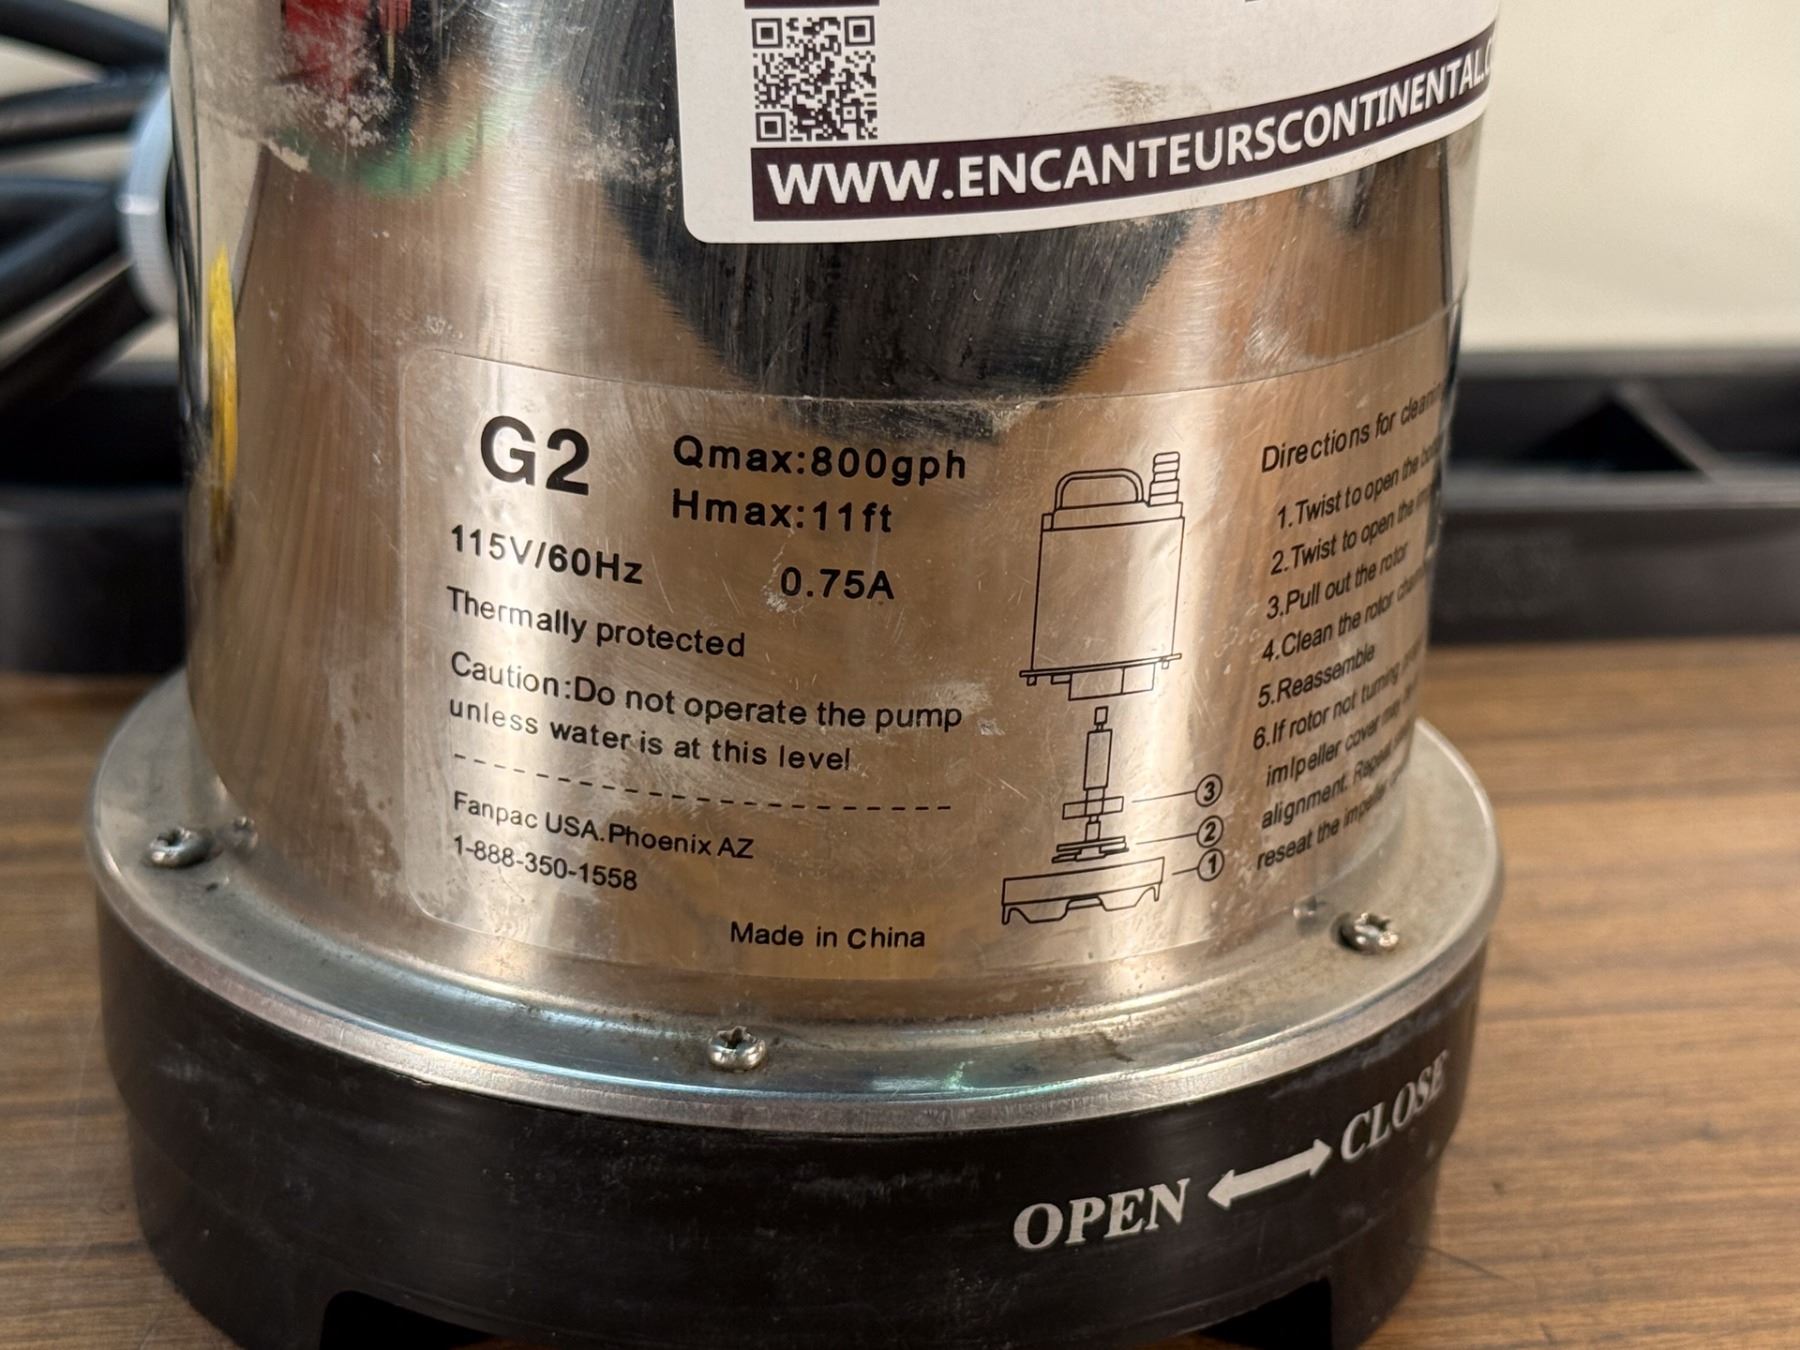 WWW.ENCANTEURSCONTINENTAL.
G2
Qmax:800gph
Hmax:11ft
115V/60Hz
0.75A
Thermally protected
Caution:Do not operate the pump
unless water is at this level
Fanpac USA.Phoenix AZ
1-888-350-1558
Made in China
3
2
1
Directions for
1.Twist to open the
2.Twist to open the
3.Pull out the rotor
4.Clean the rotor
5.Reassemble
6.If rotor not turning
imlpeller cover may
alignment.
reseat the
OPEN CLOSE